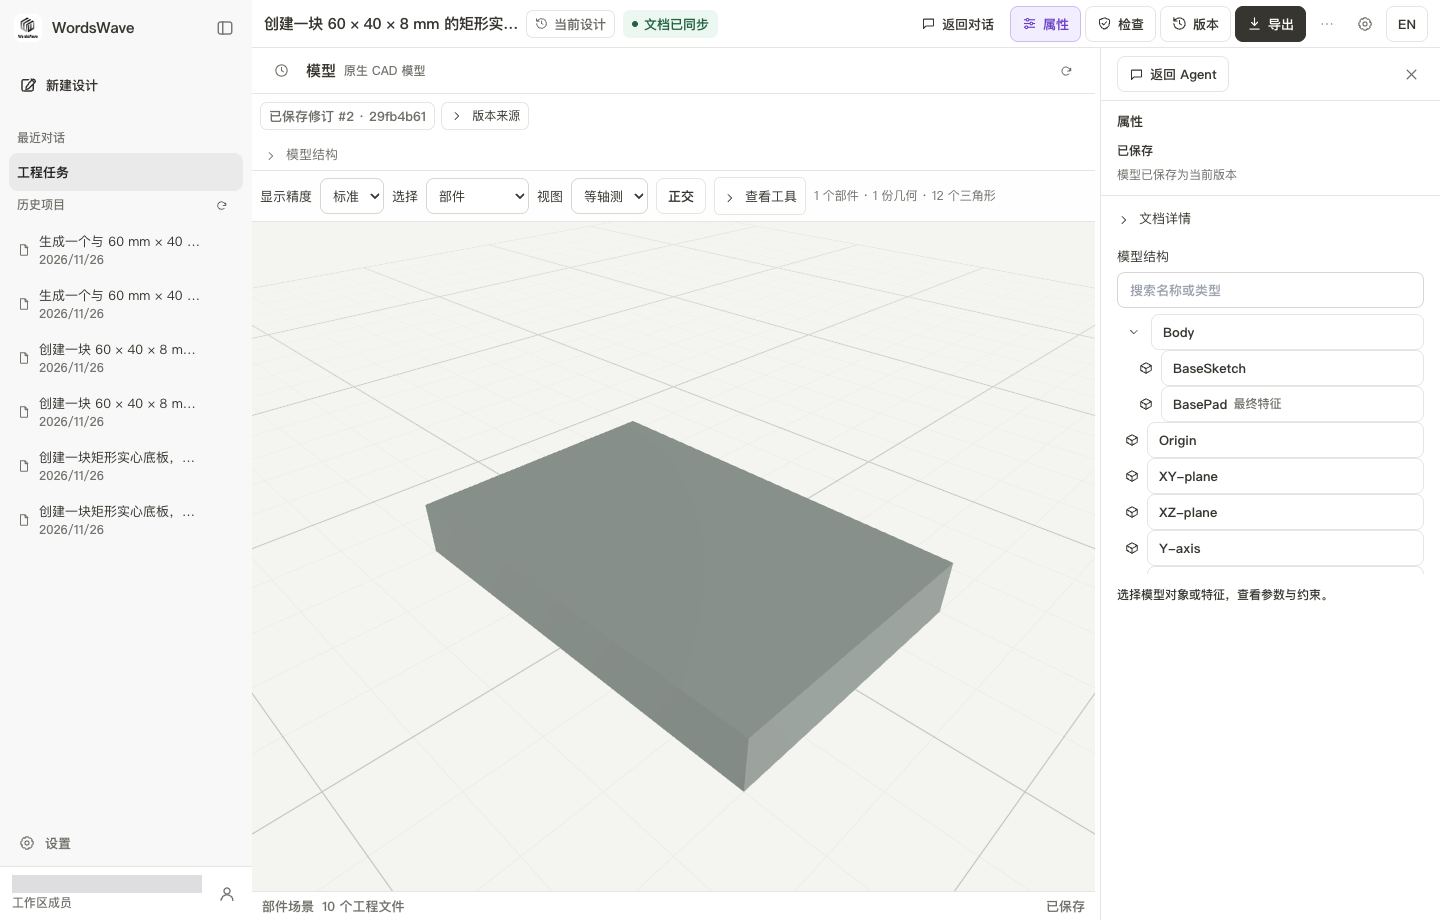 WordsWave
新建设计
最近对话
工程任务
历史项目
生成一个与 60 mm × 40 ...
2026/11/26
生成一个与 60 mm × 40 ...
2026/11/26
创建一块 60 × 40 × 8 m...
2026/11/26
创建一块 60 × 40 × 8 m...
2026/11/26
创建一块矩形实心底板，...
2026/11/26
创建一块矩形实心底板，...
2026/11/26
设置
工作区成员
创建一块 60 × 40 × 8 mm 的矩形实... 当前设计 文档已同步 返回对话 属性 检查 版本 导出 ··· EN
模型 原生 CAD 模型
已保存修订 #2 · 29fb4b61 版本来源
模型结构
显示精度 标准 选择 部件 视图 等轴测 正交 查看工具 1 个部件 · 1 份几何 · 12 个三角形
部件场景 10 个工程文件 已保存
返回 Agent
属性
已保存
模型已保存为当前版本
文档详情
模型结构
搜索名称或类型
Body
BaseSketch
BasePad 最终特征
Origin
XY-plane
XZ-plane
Y-axis
选择模型对象或特征，查看参数与约束。